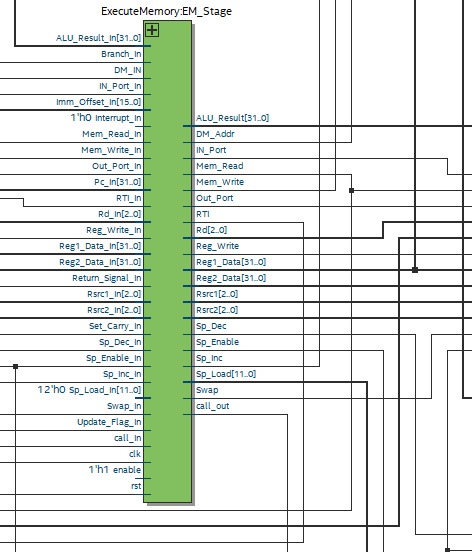 ExecuteMemory:EM_Stage
ALU_Result_In[31..0]
Branch_In
DM_IN
IN_Port_In
Imm_Offset_In[15..0]
1'h0 Interrupt_In
Mem_Read_In
Mem_Write_In
Out_Port_In
Pc_In[31..0]
RTI_In
Rd_In[2..0]
Reg_Write_In
Reg1_Data_In[31..0]
Reg2_Data_In[31..0]
Return_Signal_In
Rsrc1_In[2..0]
Rsrc2_In[2..0]
Set_Carry_In
Sp_Dec_In
Sp_Enable_In
Sp_Inc_In
12'h0 Sp_Load_In[11..0]
Swap_In
Update_Flag_In
call_In
clk
1'h1 enable
rst
ALU_Result[31..0]
DM_Addr
IN_Port
Mem_Read
Mem_Write
Out_Port
RTI
Rd[2..0]
Reg_Write
Reg1_Data[31..0]
Reg2_Data[31..0]
Rsrc1[2..0]
Rsrc2[2..0]
Sp_Dec
Sp_Enable
Sp_Inc
Sp_Load[11..0]
Swap
call_out